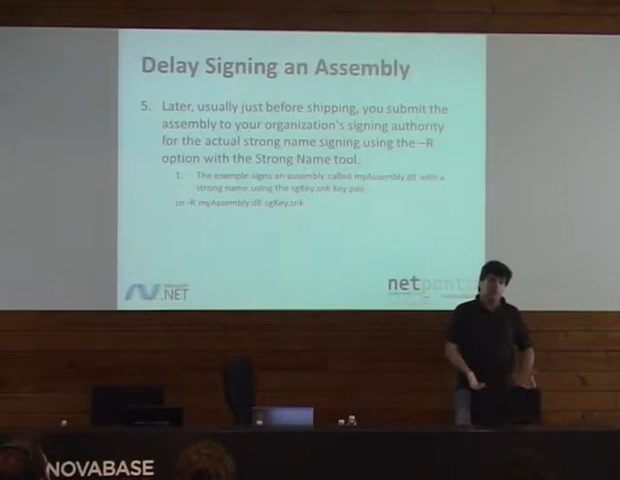 Delay Signing an Assembly
5. Later, usually just before shipping, you submit the
assembly to your organization's signing authority
for the actual strong name signing using the –R
option with the Strong Name tool.
1. The example signs an assembly called myAssembly.dll with a
strong name using the sgKey.snk key pair.
sn -R myAssembly.dll sgKey.snk
Microsoft
.NET
netponto
NOVABASE